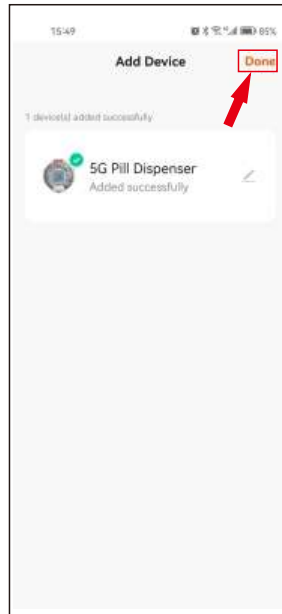 15:49 85%
Add Device Done
1 device(s) added successfully
5G Pill Dispenser
Added successfully